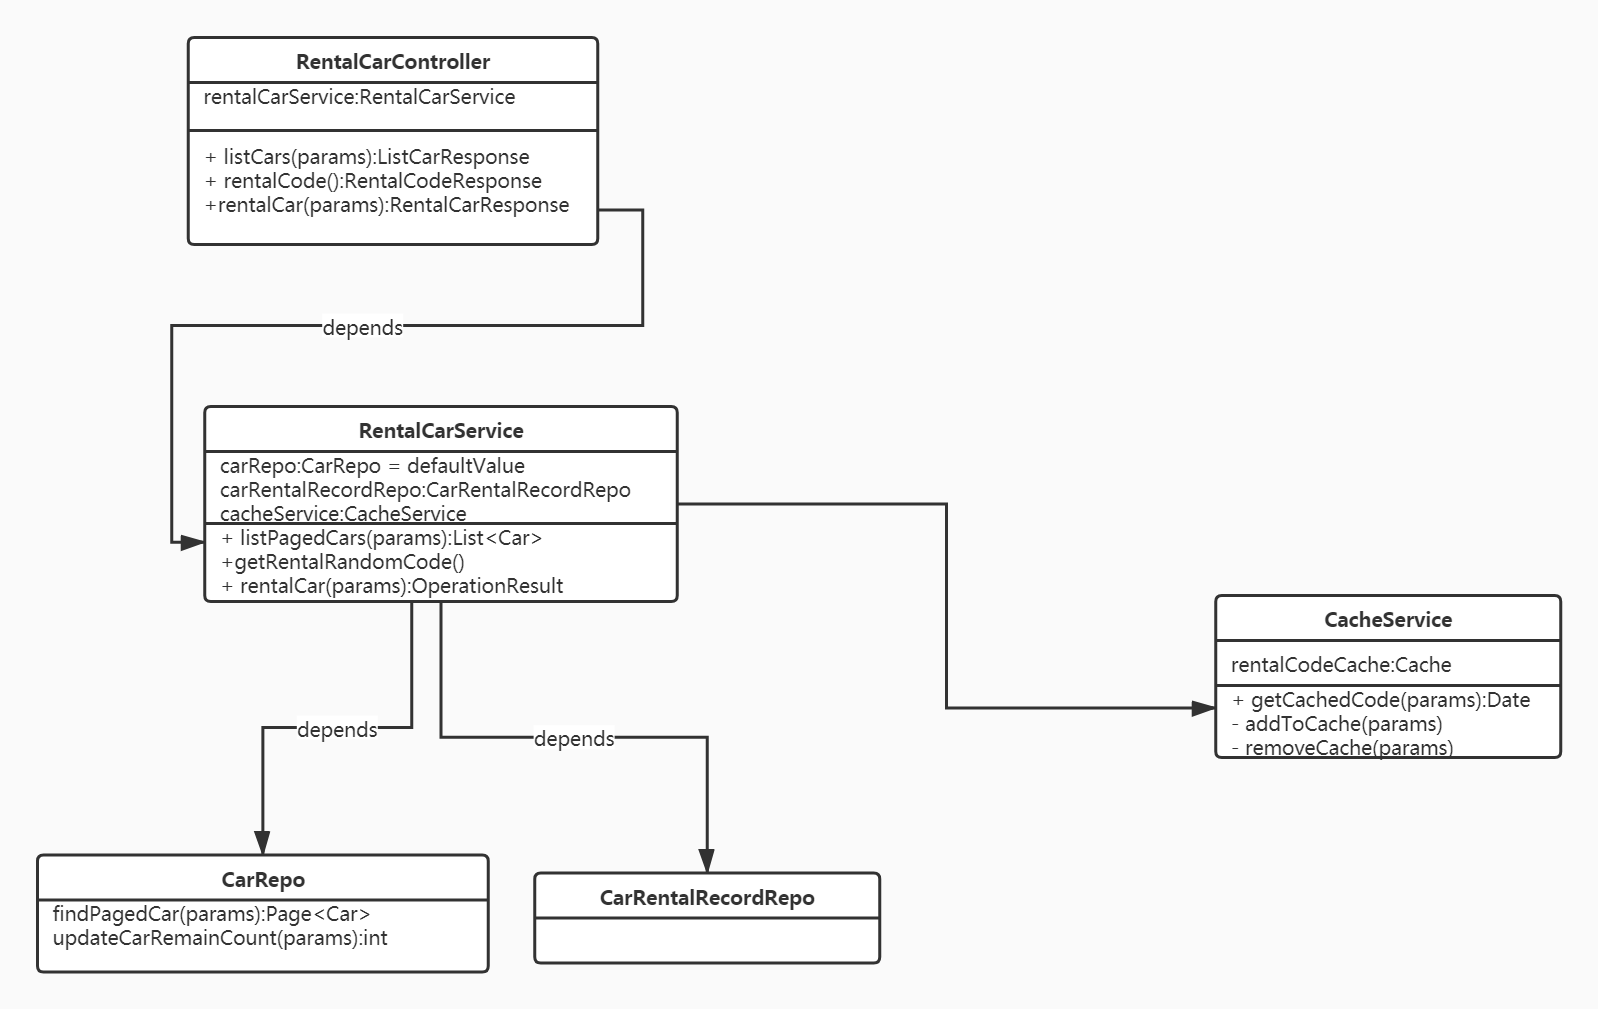 RentalCarController
rentalCarService:RentalCarService
+ listCars(params):ListCarResponse
+ rentalCode():RentalCodeResponse
+rentalCar(params):RentalCarResponse
depends
RentalCarService
carRepo:CarRepo = defaultValue
carRentalRecordRepo:CarRentalRecordRepo
cacheService:CacheService
+ listPagedCars(params):List<Car>
+getRentalRandomCode()
+ rentalCar(params):OperationResult
CacheService
rentalCodeCache:Cache
+ getCachedCode(params):Date
- addToCache(params)
- removeCache(params)
depends
depends
CarRepo
findPagedCar(params):Page<Car>
updateCarRemainCount(params):int
CarRentalRecordRepo